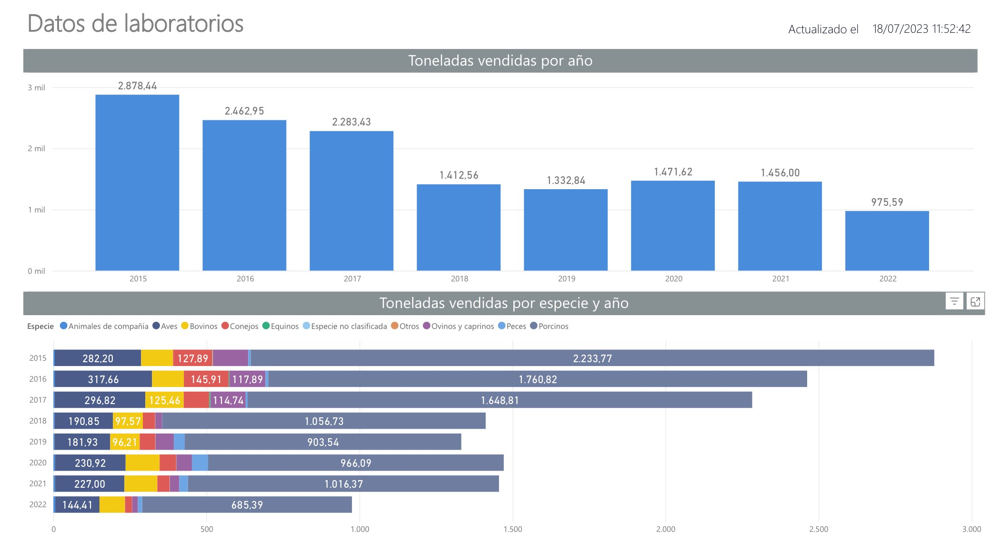 Datos de laboratorios
Actualizado el 18/07/2023 11:52:42
Toneladas vendidas por año
3 mil
2 mil
1 mil
0 mil
2.878,44
2.462,95
2.283,43
1.412,56
1.332,84
1.471,62
1.456,00
975,59
2015 2016 2017 2018 2019 2020 2021 2022
Toneladas vendidas por especie y año
Especie Animales de compañía Aves Bovinos Conejos Equinos Especie no clasificada Otros Ovinos y caprinos Peces Porcinos
2015 282,20 127,89 2.233,77
2016 317,66 145,91 117,89 1.760,82
2017 296,82 125,46 114,74 1.648,81
2018 190,85 97,57 1.056,73
2019 181,93 96,21 903,54
2020 230,92 966,09
2021 227,00 1.016,37
2022 144,41 685,39
0 500 1.000 1.500 2.000 2.500 3.000